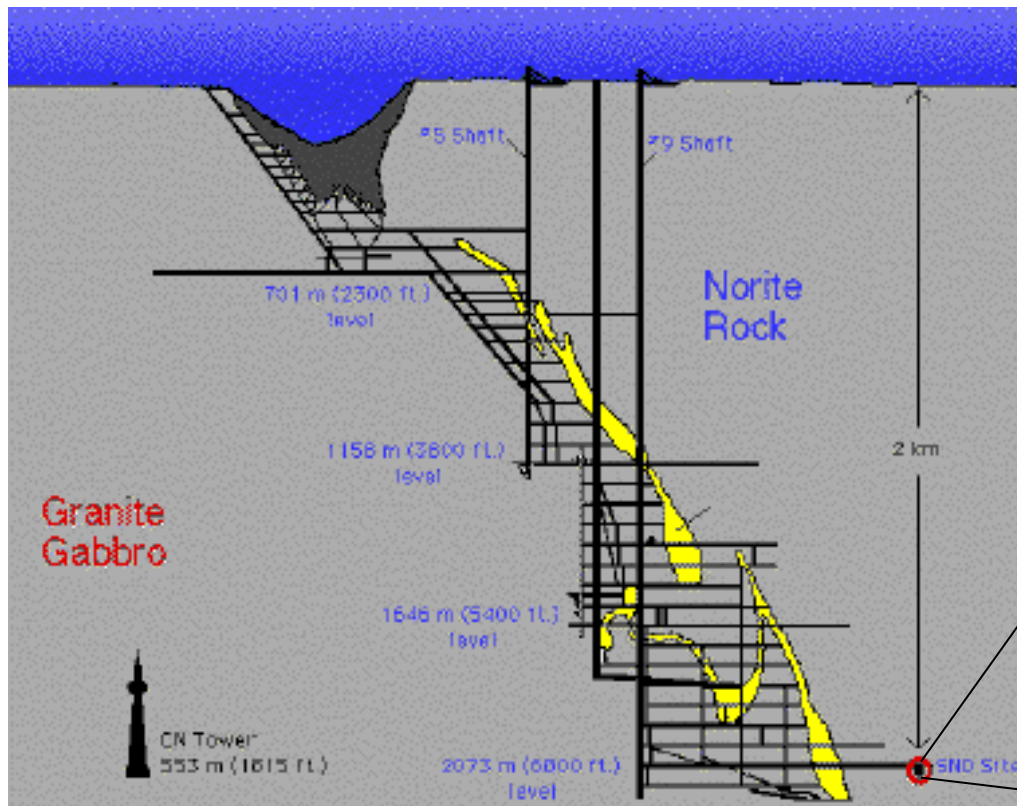 #5 Shaft
#9 Shaft
701 m (2300 ft.)
level
Norite
Rock
1158 m (3800 ft.)
level
2 km
Granite
Gabbro
1646 m (5400 ft.)
level
CN Tower
553 m (1815 ft.)
2073 m (6800 ft.)
level
SNO Site